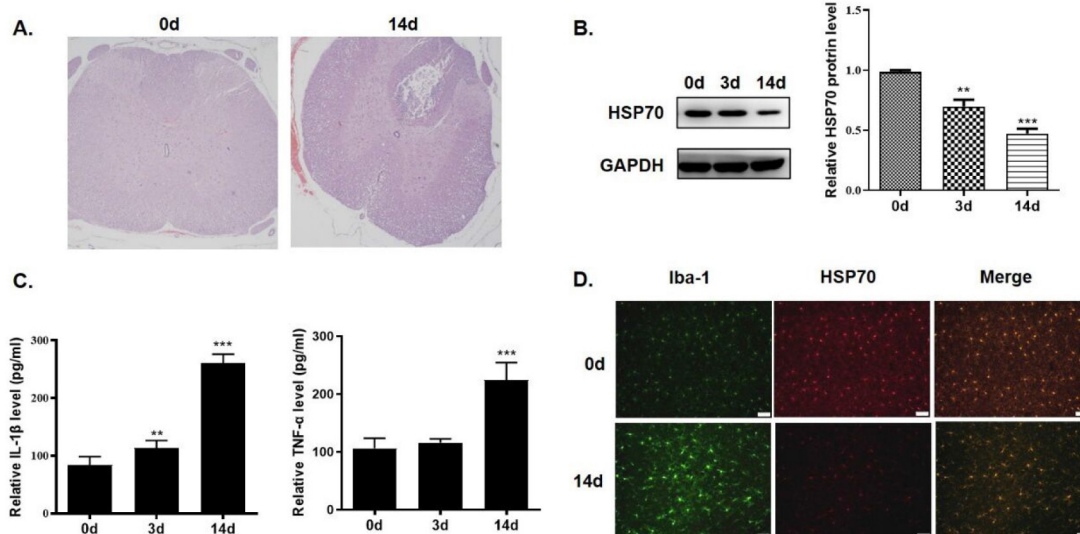 A.
0d 14d
B.
0d 3d 14d
HSP70
GAPDH
Relative HSP70 protrin level
1.5
1.0
0.5
0.0
**
***
0d 3d 14d
C.
Relative IL-1β level (pg/ml)
300
200
100
0
**
***
0d 3d 14d
Relative TNF-α level (pg/ml)
300
200
100
0
***
0d 3d 14d
D.
Iba-1 HSP70 Merge
0d
14d